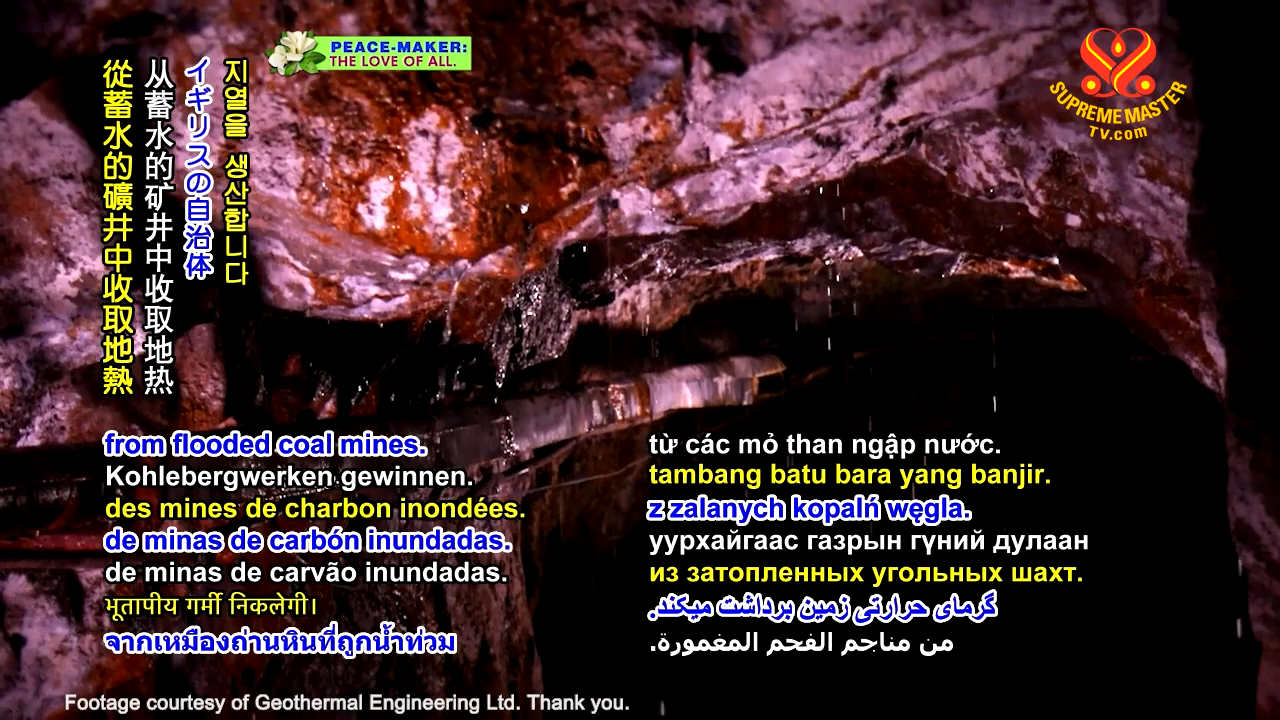 PEACE-MAKER:
THE LOVE OF ALL.
SUPREME MASTER
TV.com
지열을 생산합니다
イギリスの自治体
从蓄水的矿井中收取地热
從蓄水的礦井中收取地熱
from flooded coal mines.
Kohlebergwerken gewinnen.
des mines de charbon inondées.
de minas de carbón inundadas.
de minas de carvão inundadas.
भूतापीय गर्मी निकलेगी।
จากเหมืองถ่านหินที่ถูกน้ำท่วม
từ các mỏ than ngập nước.
tambang batu bara yang banjir.
z zalanych kopalń węgla.
уурхайгаас газрын гүний дулаан
из затопленных угольных шахт.
گرمای حرارتی زمین برداشت میکند.
من مناجم الفحم المغمورة.
Footage courtesy of Geothermal Engineering Ltd. Thank you.